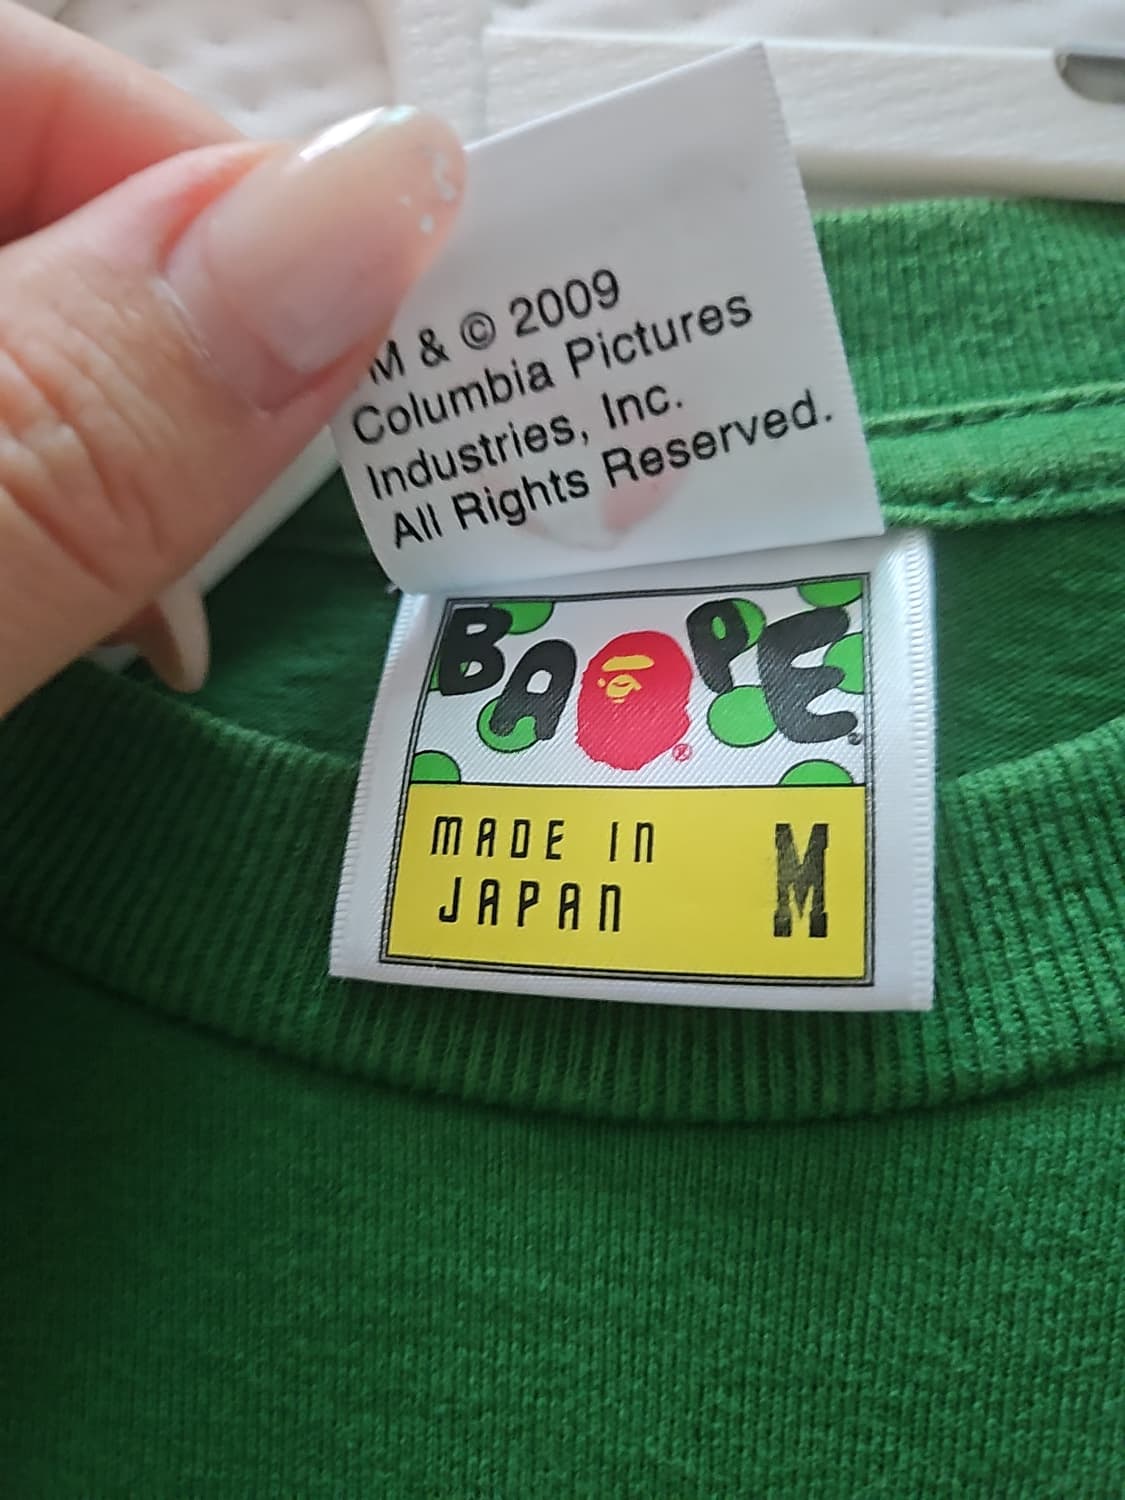 M & © 2009
Columbia Pictures
Industries, Inc.
All Rights Reserved.
BAPE®
®
MADE IN
JAPAN
M